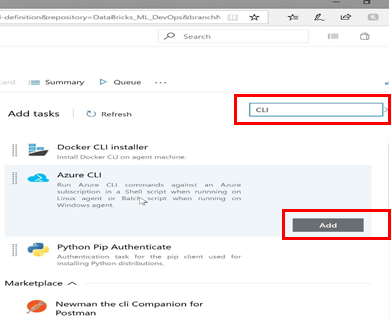 -definition&repository=DataBricks_ML_DevOps&branchN
Search
card Summary Queue ...
Add tasks Refresh CLI
Docker CLI installer
Install Docker CLI on agent machine.
Azure CLI
Run Azure CLI commands against an Azure
subscription in a Shell script when runnning on
Linux agent or Batch script when running on
Windows agent.
Add
Python Pip Authenticate
Authentication task for the pip client used for
installing Python distributions.
Marketplace
Newman the cli Companion for
Postman